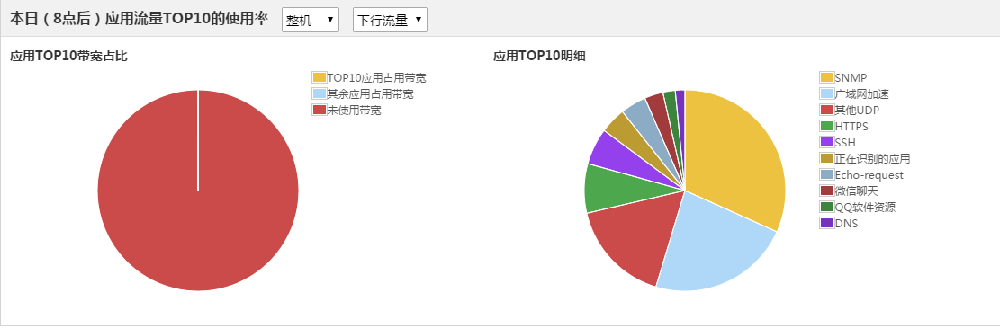 本日（8点后）应用流量TOP10的使用率 整机 下行流量
应用TOP10带宽占比
TOP10应用占用带宽
其余应用占用带宽
未使用带宽
应用TOP10明细
SNMP
广域网加速
其他UDP
HTTPS
SSH
正在识别的应用
Echo-request
微信聊天
QQ软件资源
DNS